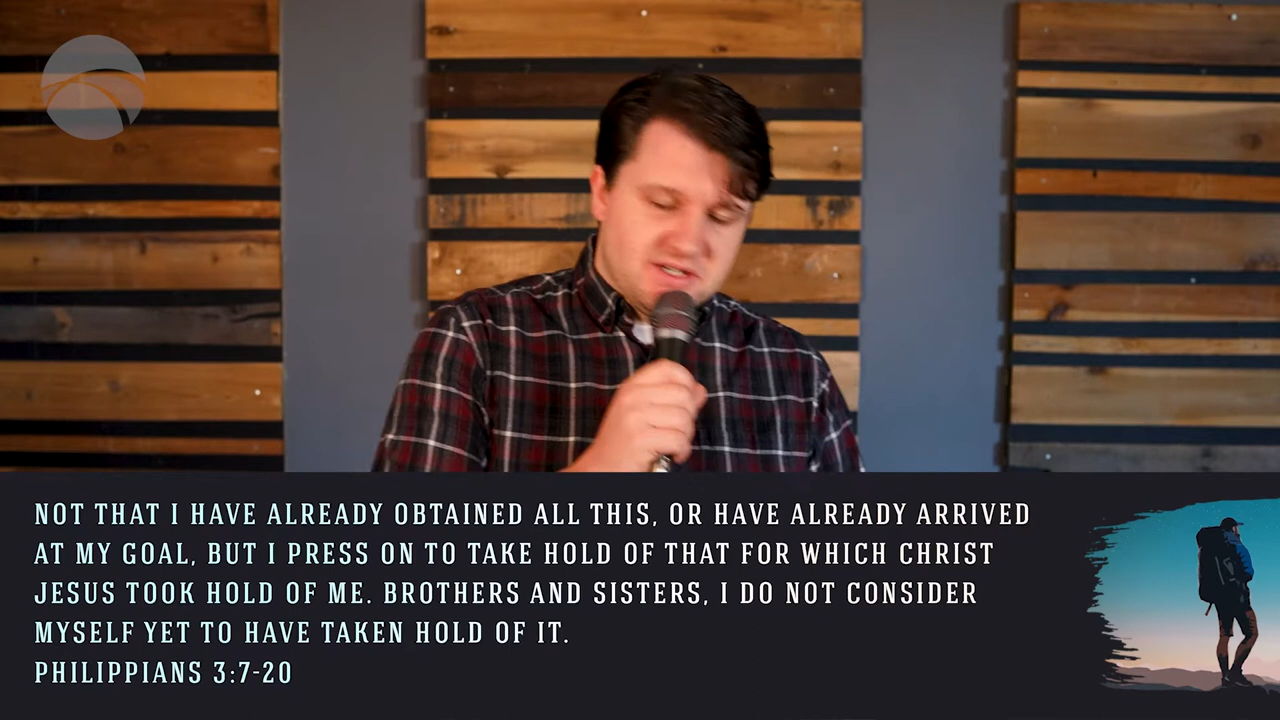 NOT THAT I HAVE ALREADY OBTAINED ALL THIS, OR HAVE ALREADY ARRIVED
AT MY GOAL, BUT I PRESS ON TO TAKE HOLD OF THAT FOR WHICH CHRIST
JESUS TOOK HOLD OF ME. BROTHERS AND SISTERS, I DO NOT CONSIDER
MYSELF YET TO HAVE TAKEN HOLD OF IT.
PHILIPPIANS 3:7-20